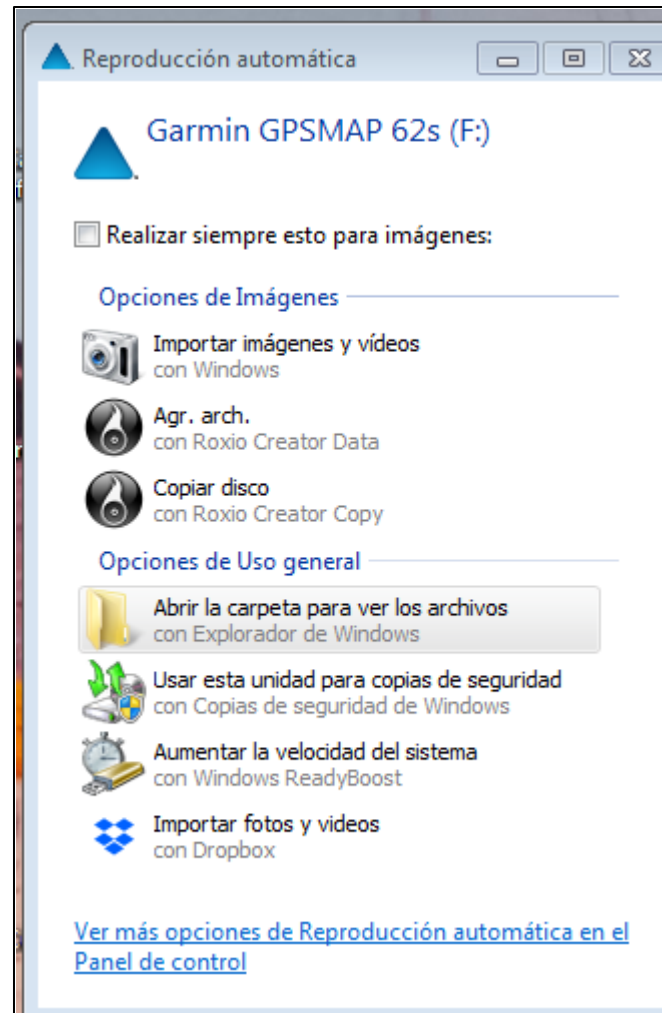 Reproducción automática
Garmin GPSMAP 62s (F:)
Realizar siempre esto para imágenes:
Opciones de Imágenes
Importar imágenes y vídeos
con Windows
Agr. arch.
con Roxio Creator Data
Copiar disco
con Roxio Creator Copy
Opciones de Uso general
Abrir la carpeta para ver los archivos
con Explorador de Windows
Usar esta unidad para copias de seguridad
con Copias de seguridad de Windows
Aumentar la velocidad del sistema
con Windows ReadyBoost
Importar fotos y videos
con Dropbox
Ver más opciones de Reproducción automática en el
Panel de control